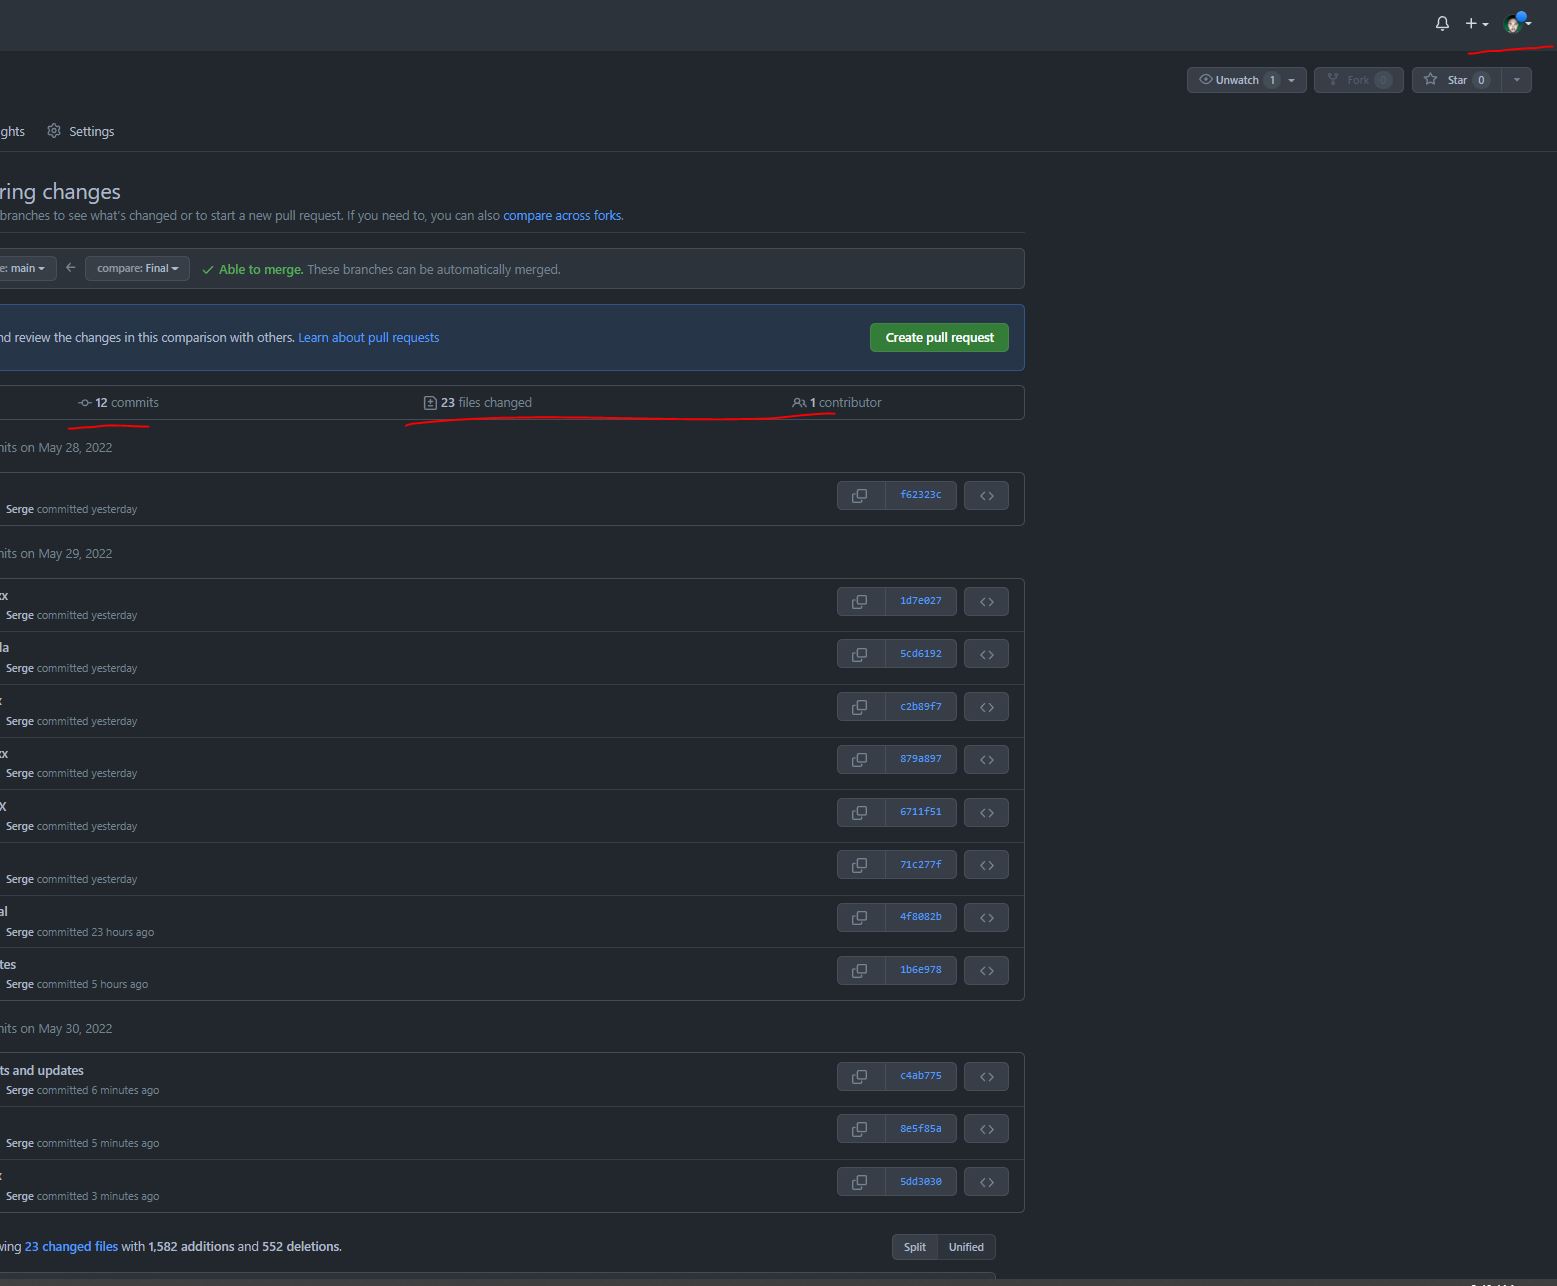 Unwatch 1
Fork 0
Star 0
ghts Settings
ring changes
branches to see what's changed or to start a new pull request. If you need to, you can also compare across forks.
e: main compare: Final Able to merge. These branches can be automatically merged.
nd review the changes in this comparison with others. Learn about pull requests Create pull request
12 commits 23 files changed 1 contributor
nits on May 28, 2022
f62323c
Serge committed yesterday
nits on May 29, 2022
xx 1d7e027
Serge committed yesterday
la 5cd6192
Serge committed yesterday
x c2b89f7
Serge committed yesterday
xx 879a897
Serge committed yesterday
X 6711f51
Serge committed yesterday
71c277f
Serge committed yesterday
al 4f8082b
Serge committed 23 hours ago
tes 1b6e978
Serge committed 5 hours ago
nits on May 30, 2022
ts and updates c4ab775
Serge committed 6 minutes ago
8e5f85a
Serge committed 5 minutes ago
x 5dd3030
Serge committed 3 minutes ago
wing 23 changed files with 1,582 additions and 552 deletions. Split Unified